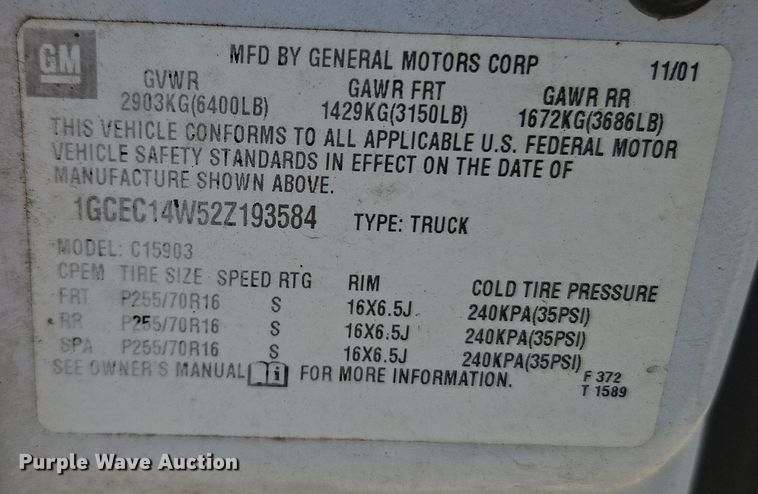 GM
MFD BY GENERAL MOTORS CORP 11/01
GVWR GAWR FRT GAWR RR
2903KG(6400LB) 1429KG(3150LB) 1672KG(3686LB)
THIS VEHICLE CONFORMS TO ALL APPLICABLE U.S. FEDERAL MOTOR
VEHICLE SAFETY STANDARDS IN EFFECT ON THE DATE OF
MANUFACTURE SHOWN ABOVE.
1GCEC14W52Z193584 TYPE: TRUCK
MODEL: C15903
CPEM TIRE SIZE SPEED RTG RIM COLD TIRE PRESSURE
FRT P255/70R16 S 16X6.5J 240KPA(35PSI)
RR P255/70R16 S 16X6.5J 240KPA(35PSI)
SPA P255/70R16 S 16X6.5J 240KPA(35PSI)
SEE OWNER'S MANUAL i FOR MORE INFORMATION.
F 372
T 1589
Purple Wave Auction